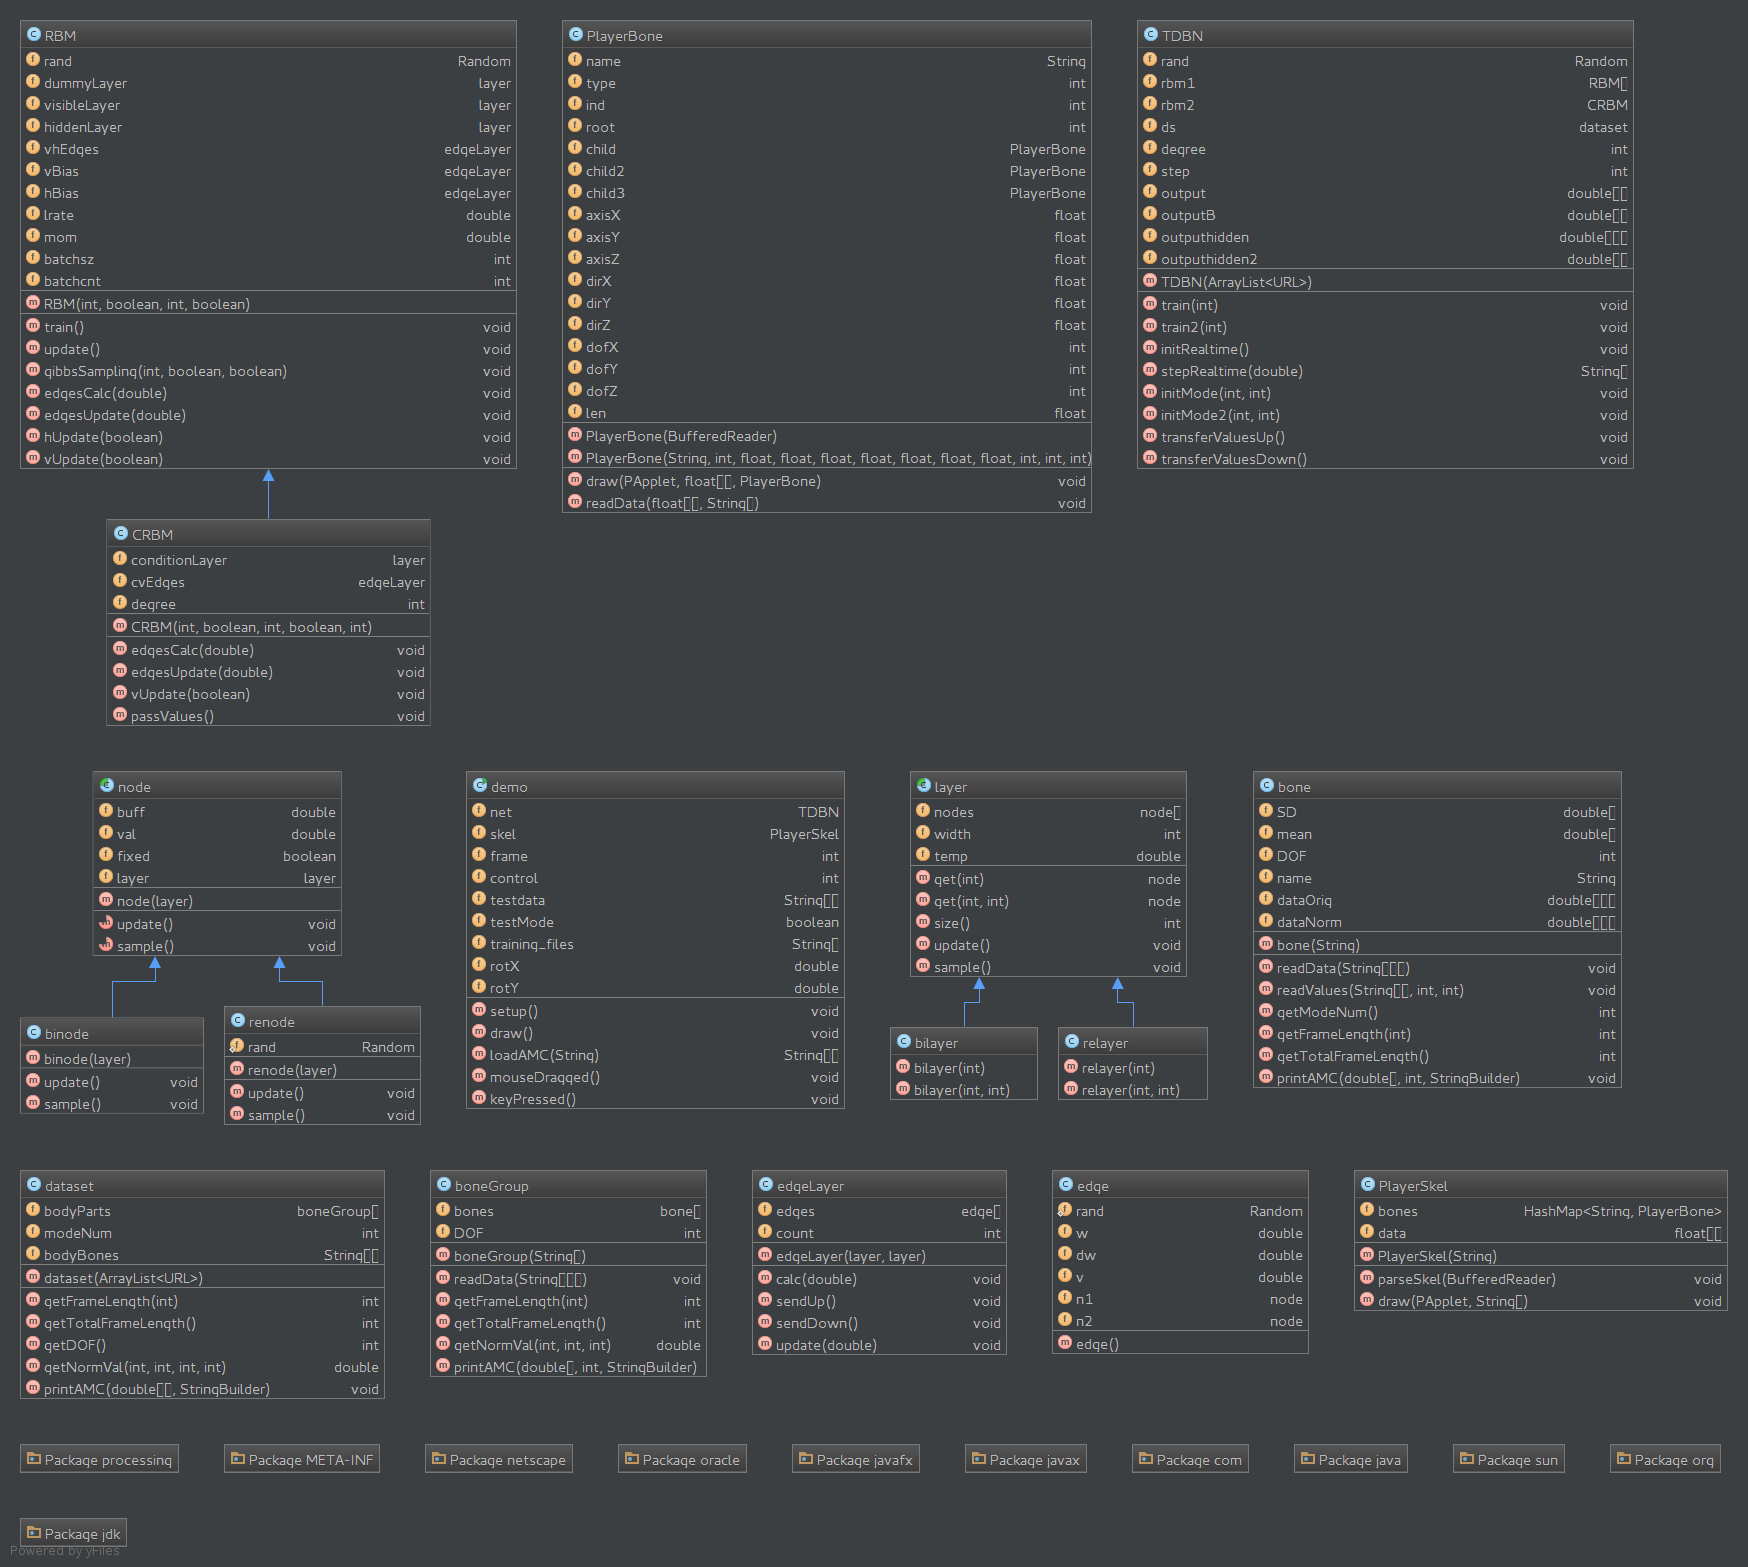 RBM
rand Random
dummyLayer layer
visibleLayer layer
hiddenLayer layer
vhEdges edgeLayer
vBias edgeLayer
hBias edgeLayer
lrate double
mom double
batchsz int
batchcnt int
RBM(int, boolean, int, boolean)
train() void
update() void
gibbsSampling(int, boolean, boolean) void
edgesCalc(double) void
edgesUpdate(double) void
hUpdate(boolean) void
vUpdate(boolean) void
PlayerBone
name String
type int
ind int
root int
child PlayerBone
child2 PlayerBone
child3 PlayerBone
axisX float
axisY float
axisZ float
dirX float
dirY float
dirZ float
dofX int
dofY int
dofZ int
len float
PlayerBone(BufferedReader)
PlayerBone(String, int, float, float, float, float, float, float, float, int, int, int)
draw(PApplet, float[][], PlayerBone) void
readData(float[][], String[]) void
TDBN
rand Random
rbm1 RBM[]
rbm2 CRBM
ds dataset
degree int
step int
output double[][]
outputB double[][]
outputhidden double[][][]
outputhidden2 double[][]
TDBN(ArrayList<URL>)
train(int) void
train2(int) void
initRealtime() void
stepRealtime(double) String[]
initMode(int, int) void
initMode2(int, int) void
transferValuesUp() void
transferValuesDown() void
CRBM
conditionLayer layer
cvEdges edgeLayer
degree int
CRBM(int, boolean, int, boolean, int)
edgesCalc(double) void
edgesUpdate(double) void
vUpdate(boolean) void
passValues() void
node
buff double
val double
fixed boolean
layer layer
node(layer)
update() void
sample() void
demo
net TDBN
skel PlayerSkel
frame int
control int
testdata String[][]
testMode boolean
training_files String[]
rotX double
rotY double
setup() void
draw() void
loadAMC(String) String[][]
mouseDragged() void
keyPressed() void
layer
nodes node[]
width int
temp double
get(int) node
get(int, int) node
size() int
update() void
sample() void
bone
SD double[]
mean double[]
DOF int
name String
dataOrig double[][][]
dataNorm double[][][]
bone(String)
readData(String[][][]) void
readValues(String[][], int, int) void
getModeNum() int
getFrameLength(int) int
getTotalFrameLength() int
printAMC(double[], int, StringBuilder) void
binode
binode(layer)
update() void
sample() void
renode
rand Random
renode(layer)
update() void
sample() void
bilayer
bilayer(int)
bilayer(int, int)
relayer
relayer(int)
relayer(int, int)
dataset
bodyParts boneGroup[]
modeNum int
bodyBones String[][]
dataset(ArrayList<URL>)
getFrameLength(int) int
getTotalFrameLength() int
getDOF() int
getNormVal(int, int, int, int) double
printAMC(double[][], StringBuilder) void
boneGroup
bones bone[]
DOF int
boneGroup(String[])
readData(String[][][]) void
getFrameLength(int) int
getTotalFrameLength() int
getNormVal(int, int, int) double
printAMC(double[], int, StringBuilder)
edgeLayer
edges edge[]
count int
edgeLayer(layer, layer)
calc(double) void
sendUp() void
sendDown() void
update(double) void
edge
rand Random
w double
dw double
v double
n1 node
n2 node
edge()
PlayerSkel
bones HashMap<String, PlayerBone>
data float[][]
PlayerSkel(String)
parseSkel(BufferedReader) void
draw(PApplet, String[]) void
Package processing
Package META-INF
Package netscape
Package oracle
Package javafx
Package javax
Package com
Package java
Package sun
Package org
Package jdk
Powered by yFiles